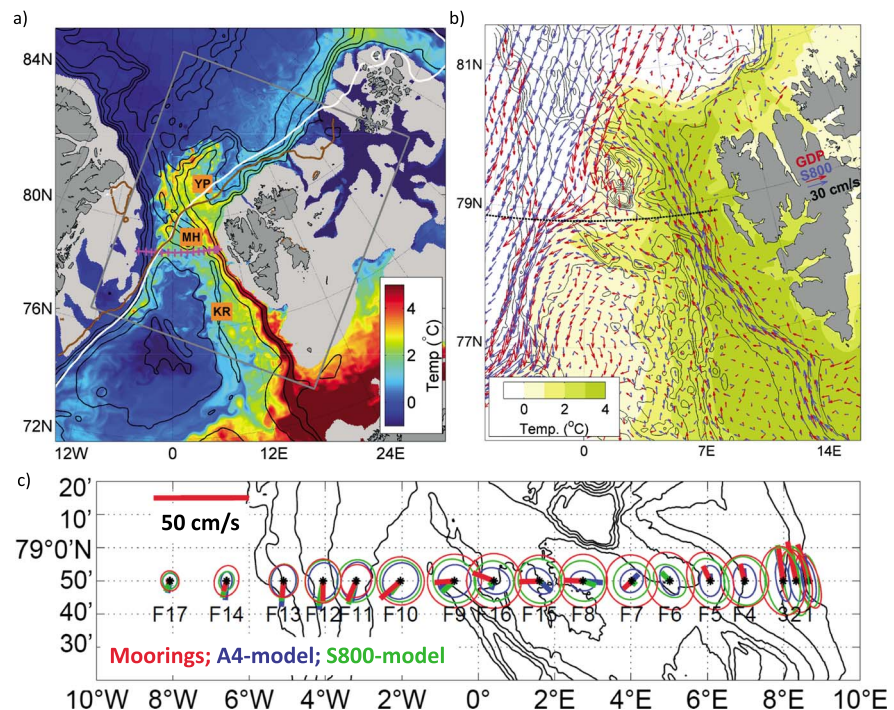 a)
84N
80N
76N
72N
12W 0 12E 24E
YP
MH
KR
4
2
0
Temp (°C)
b)
81N
79N
77N
0 7E 14E
GDP
S800
30 cm/s
0 2 4
Temp. (°C)
c)
20'
10'
79°0'N
50'
40'
30'
50 cm/s
F17 F14 F13 F12 F11 F10 F9 F16 F15 F8 F7 F6 F5 F4 32
Moorings; A4-model; S800-model
10°W 8°W 6°W 4°W 2°W 0° 2°E 4°E 6°E 8°E 10°E